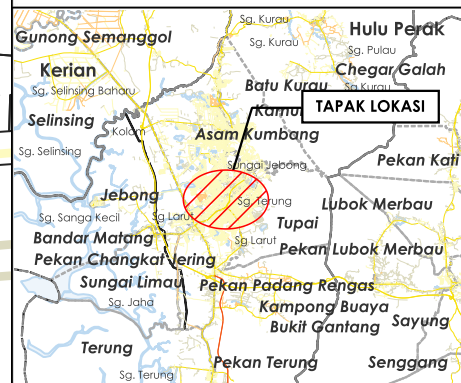 Sg. Kurau
Hulu Perak
Gunong Semanggol
Sg. Kurau
Sg. Pulau
Kerian
Chegar Galah
Batu Kurau
Sg. Kurau
Sg. Selinsing Baharu
TAPAK LOKASI
Selinsing
Kolam
Asam Kumbang
Sg. Selinsing
Sungai Jebong
Pekan Kati
Jebong
Sg. Terung
Lubok Merbau
Sg. Sanga Kecil
Sg. Larut
Tupai
Bandar Matang
Sg. Larut
Pekan Lubok Merbau
Pekan Changkat Jering
Sungai Limau
Pekan Padang Rengas
Sg. Jaha
Kampong Buaya
Sayung
Bukit Gantang
Terung
Pekan Terung
Senggang
Sg. Terung